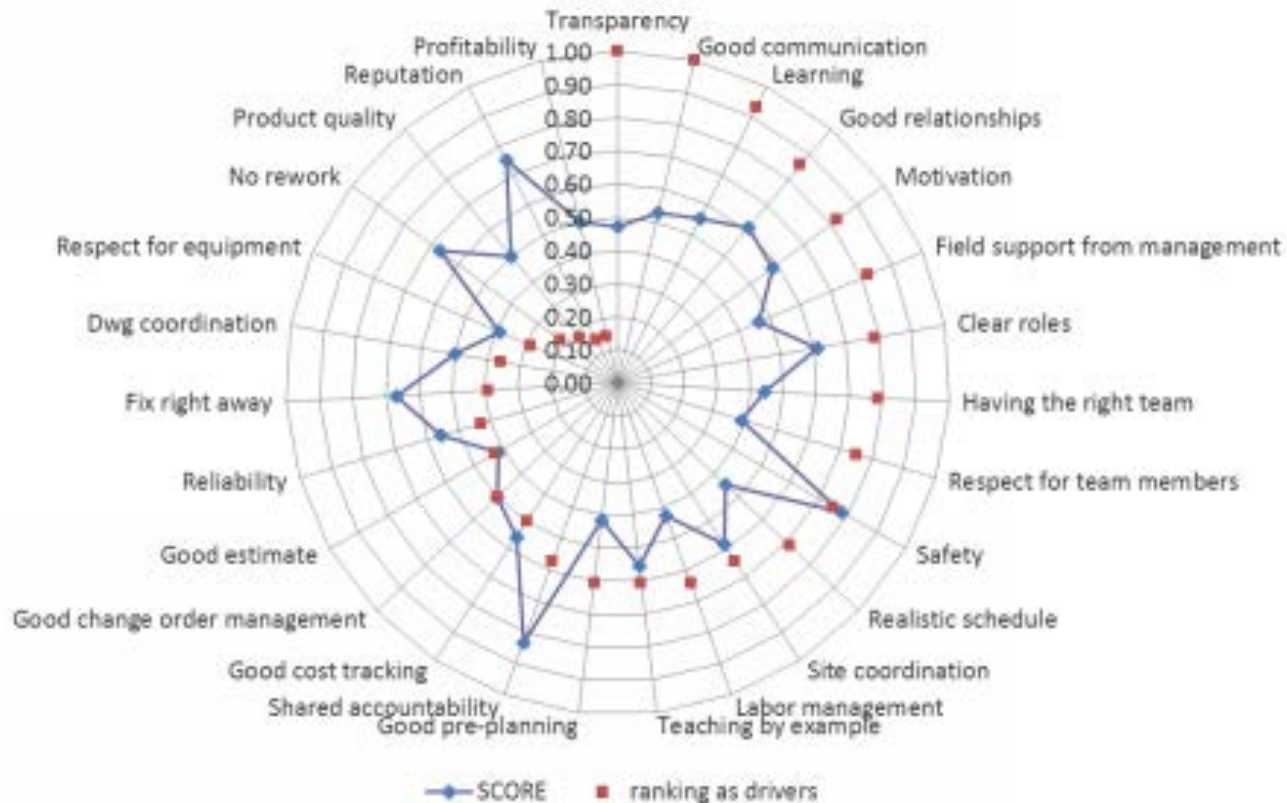 Transparency
Good communication
Learning
Good relationships
Motivation
Field support from management
Clear roles
Having the right team
Respect for team members
Safety
Realistic schedule
Site coordination
Labor management
Teaching by example
Good pre-planning
Shared accountability
Good cost tracking
Good change order management
Good estimate
Reliability
Fix right away
Dwg coordination
Respect for equipment
No rework
Product quality
Reputation
Profitability
1.00
0.90
0.80
0.70
0.60
0.50
0.40
0.30
0.20
0.10
0.00
SCORE
ranking as drivers